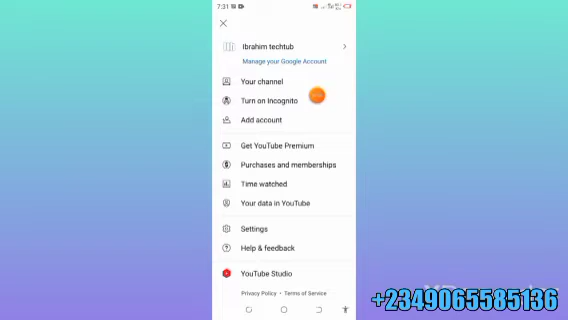 7:31
Ibrahim techtub
Manage your Google Account
Your channel
Turn on Incognito
Add account
Get YouTube Premium
Purchases and memberships
Time watched
Your data in YouTube
Settings
Help & feedback
YouTube Studio
Privacy Policy • Terms of Service
+2349065585136